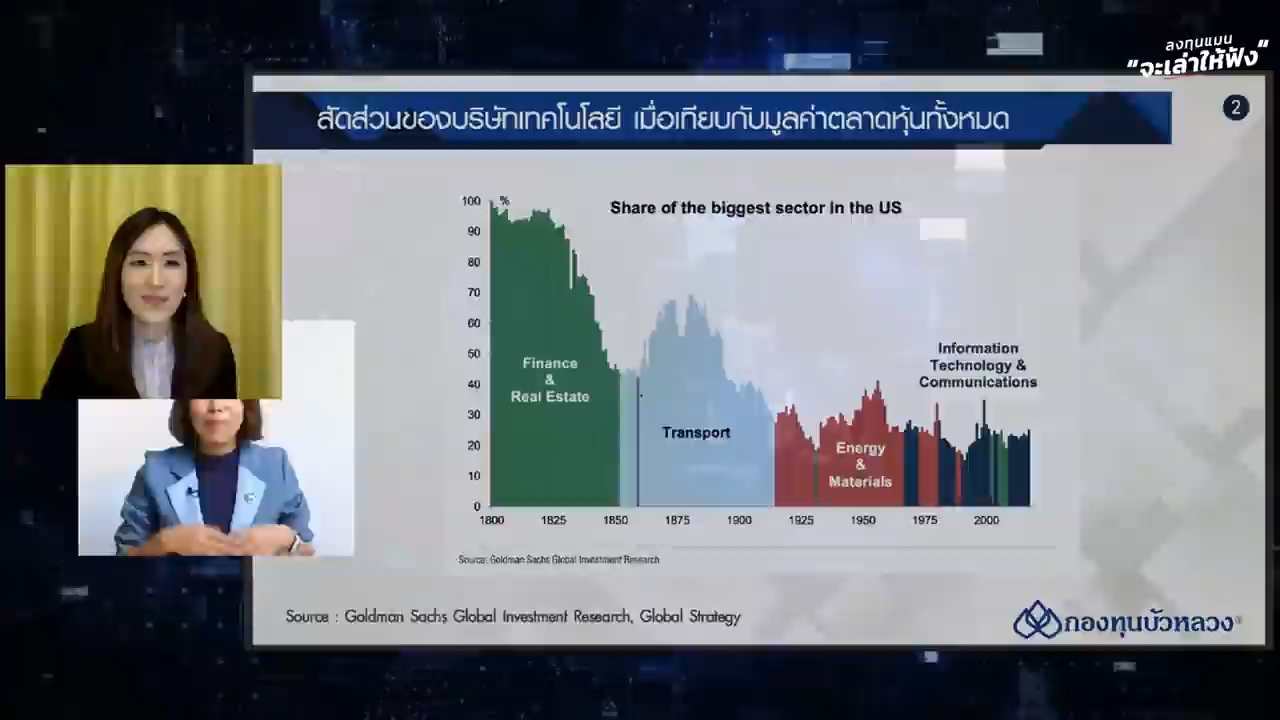 ลงทุนแมน
“จะเล่าให้ฟัง”
สัดส่วนของบริษัทเทคโนโลยี เมื่อเทียบกับมูลค่าตลาดหุ้นทั้งหมด
2
Share of the biggest sector in the US
%
100
90
80
70
60
50
40
30
20
10
0
Finance
&
Real Estate
Transport
Energy
&
Materials
Information
Technology &
Communications
1800 1825 1850 1875 1900 1925 1950 1975 2000
Source: Goldman Sachs Global Investment Research
Source : Goldman Sachs Global Investment Research, Global Strategy
กองทุนบัวหลวง